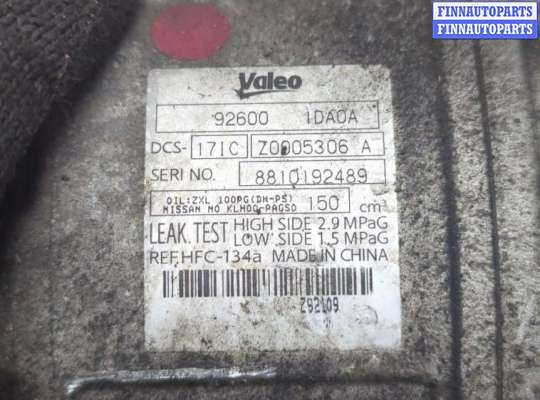 FINNAUTOPARTS
FINNAUTOPARTS
Valeo
92600 1DA0A
DCS- 171C Z0005306 A
SERI NO. 8810192489
OIL:ZXL 100PG(DH-PS)
NISSAN NO KLH00-PAGS0 150 cm³
LEAK TEST HIGH SIDE 2.9 MPaG
LOW SIDE 1.5 MPaG
REF.HFC-134a MADE IN CHINA
Z92109